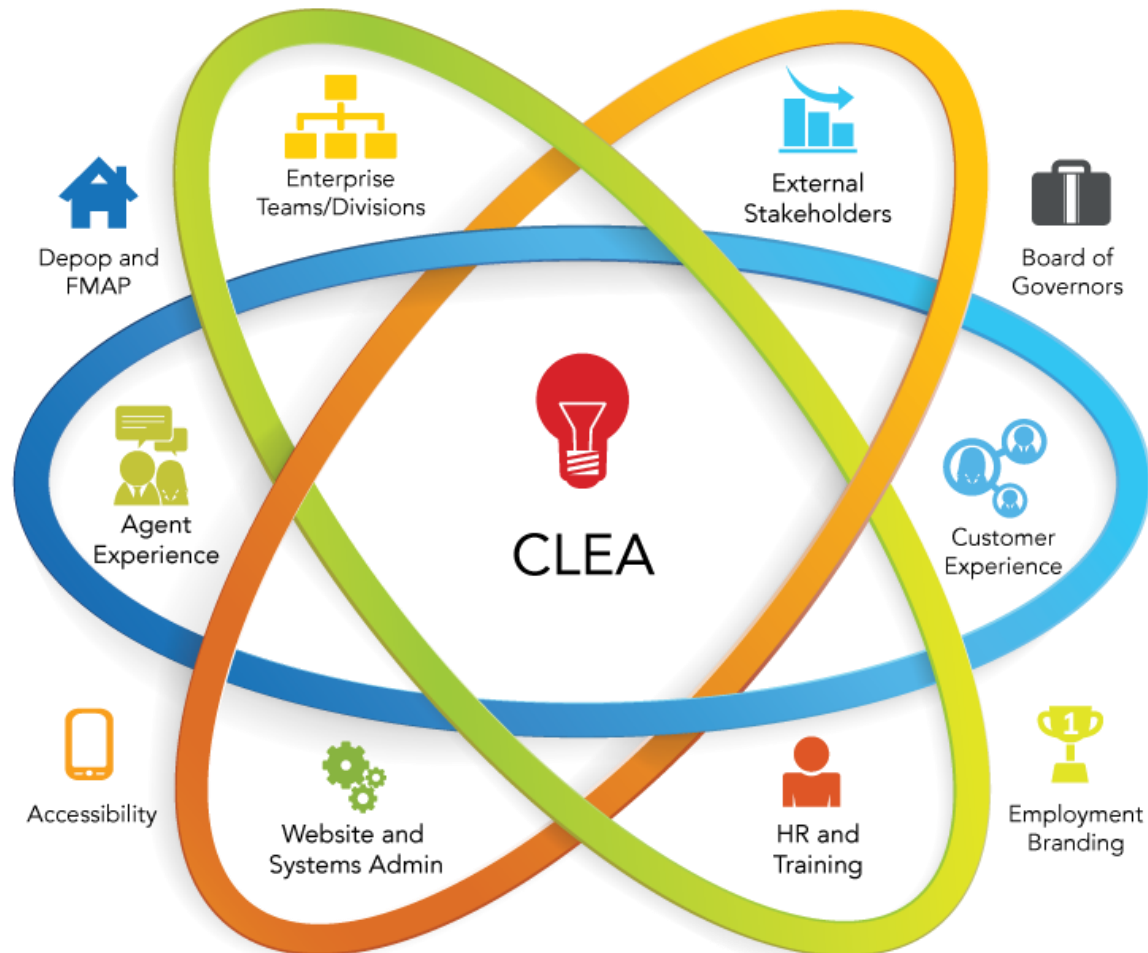 Enterprise
Teams/Divisions
External
Stakeholders
Depop and
FMAP
Board of
Governors
CLEA
Agent
Experience
Customer
Experience
Accessibility
Website and
Systems Admin
HR and
Training
1
Employment
Branding